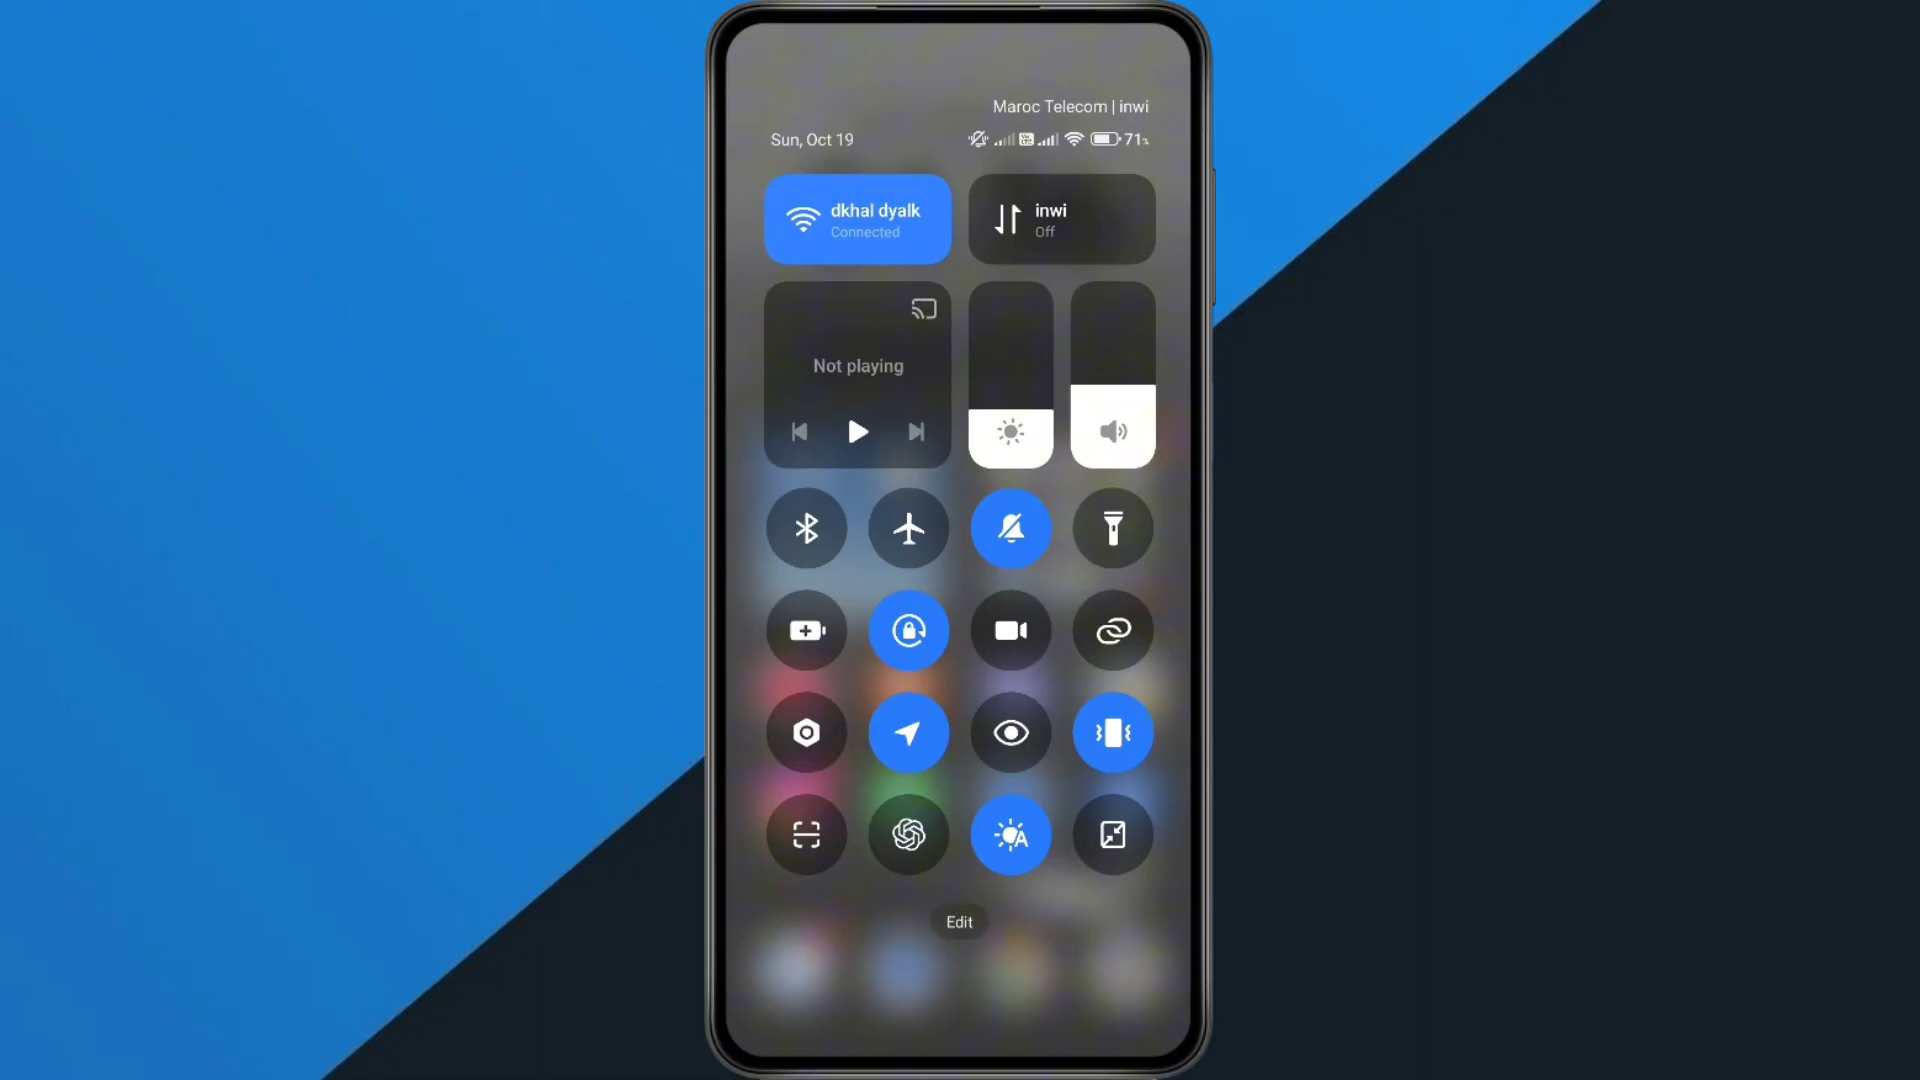 Maroc Telecom | inwi
Sun, Oct 19
71%
dkhal dyalk
Connected
inwi
Off
Not playing
Edit